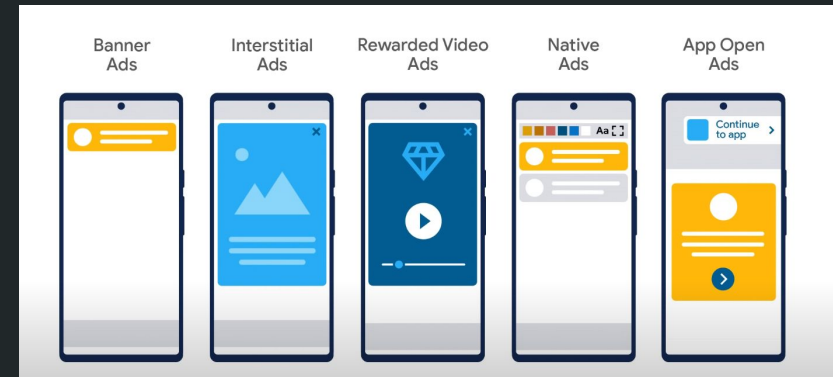 Banner
Ads
Interstitial
Ads
Rewarded Video
Ads
Native
Ads
App Open
Ads
Aa
Continue
to app